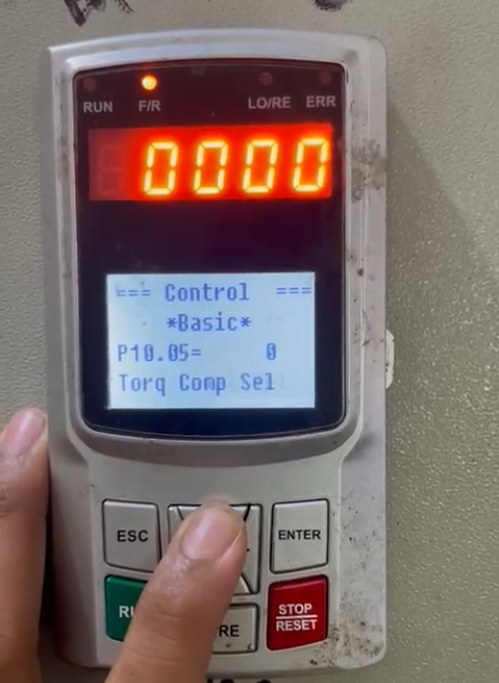 RUN F/R LO/RE ERR
0000
=== Control ===
*Basic*
P10.05= 0
Torq Comp Sel
ESC ENTER
STOP
RESET